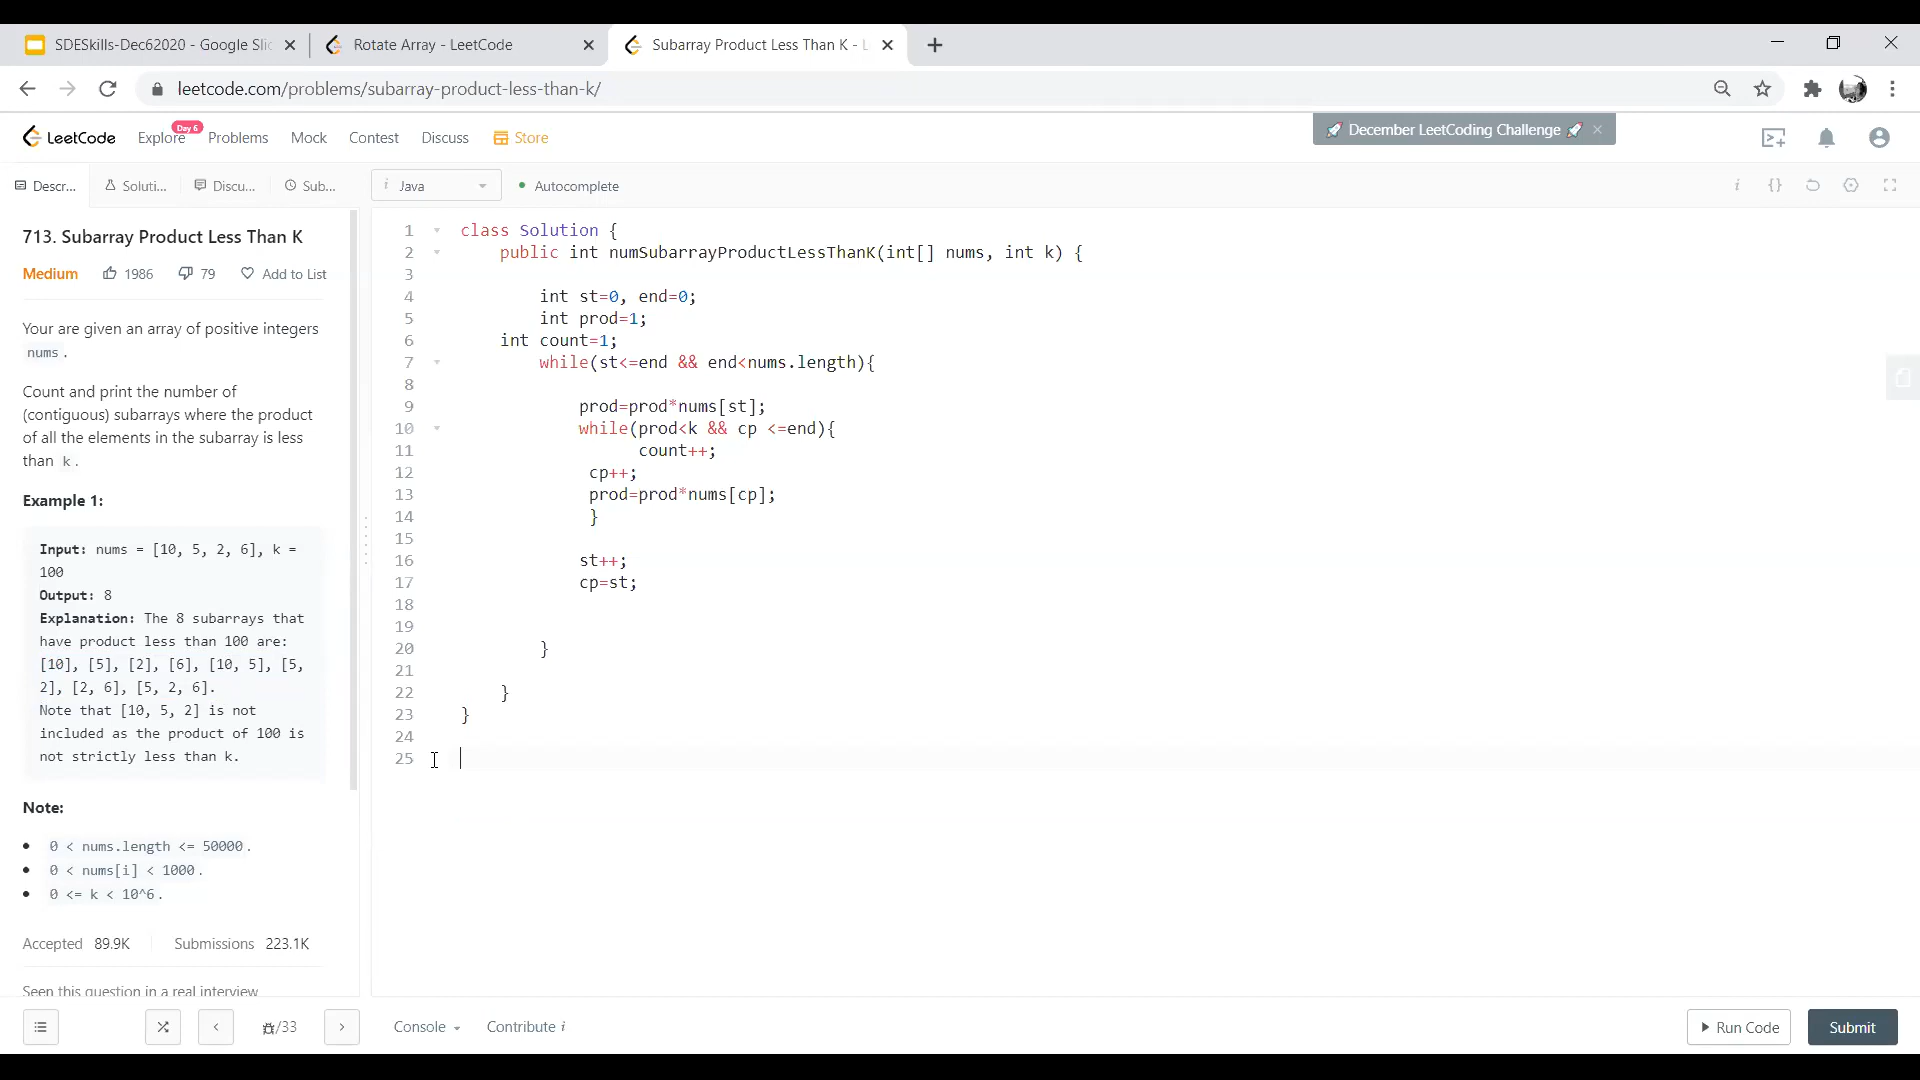 SDESkills-Dec62020 - Google Slid
Rotate Array - LeetCode
Subarray Product Less Than K - L
leetcode.com/problems/subarray-product-less-than-k/
LeetCode
Explore
Day 6
Problems
Mock
Contest
Discuss
Store
December LeetCoding Challenge
Descr...
Soluti...
Discu...
Sub...
i Java
Autocomplete
i
{}
713. Subarray Product Less Than K
Medium 1986 79 Add to List
Your are given an array of positive integers
nums .
Count and print the number of
(contiguous) subarrays where the product
of all the elements in the subarray is less
than k .
Example 1:
Input: nums = [10, 5, 2, 6], k =
100
Output: 8
Explanation: The 8 subarrays that
have product less than 100 are:
[10], [5], [2], [6], [10, 5], [5,
2], [2, 6], [5, 2, 6].
Note that [10, 5, 2] is not
included as the product of 100 is
not strictly less than k.
Note:
0 < nums.length <= 50000 .
0 < nums[i] < 1000 .
0 <= k < 10^6 .
Accepted 89.9K Submissions 223.1K
Seen this question in a real interview
1 class Solution {
2 public int numSubarrayProductLessThanK(int[] nums, int k) {
3
4 int st=0, end=0;
5 int prod=1;
6 int count=1;
7 while(st<=end && end<nums.length){
8
9 prod=prod*nums[st];
10 while(prod<k && cp <=end){
11 count++;
12 cp++;
13 prod=prod*nums[cp];
14 }
15
16 st++;
17 cp=st;
18
19
20 }
21
22 }
23 }
24
25
/33
Console
Contribute i
Run Code
Submit